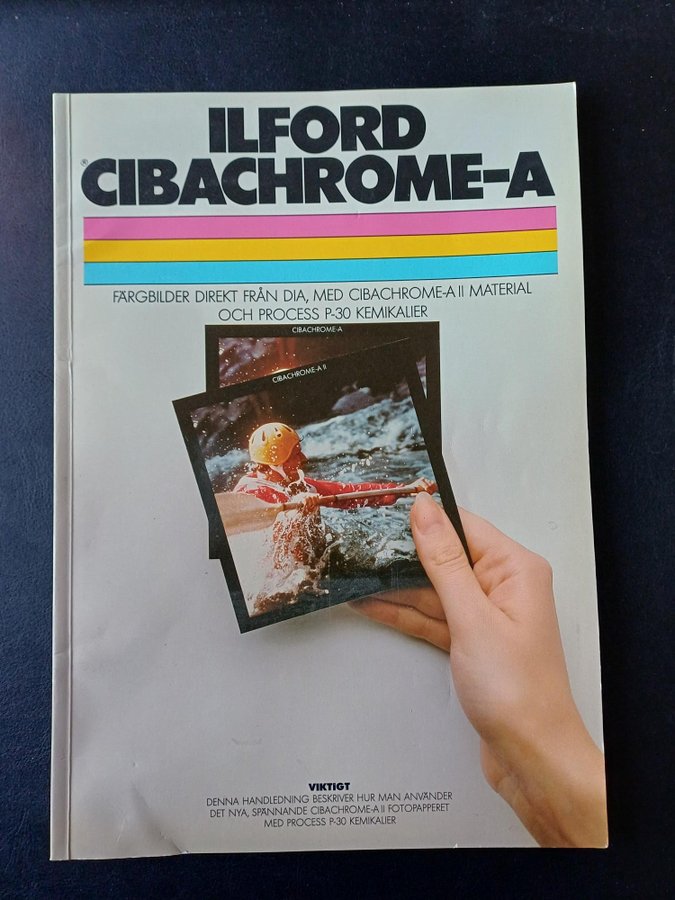 ILFORD
®CIBACHROME-A
FÄRGBILDER DIREKT FRÅN DIA, MED CIBACHROME-A II MATERIAL
OCH PROCESS P-30 KEMIKALIER
CIBACHROME-A
CIBACHROME-A II
VIKTIGT
DENNA HANDLEDNING BESKRIVER HUR MAN ANVÄNDER
DET NYA, SPÄNNANDE CIBACHROME-A II FOTOPAPPERET
MED PROCESS P-30 KEMIKALIER